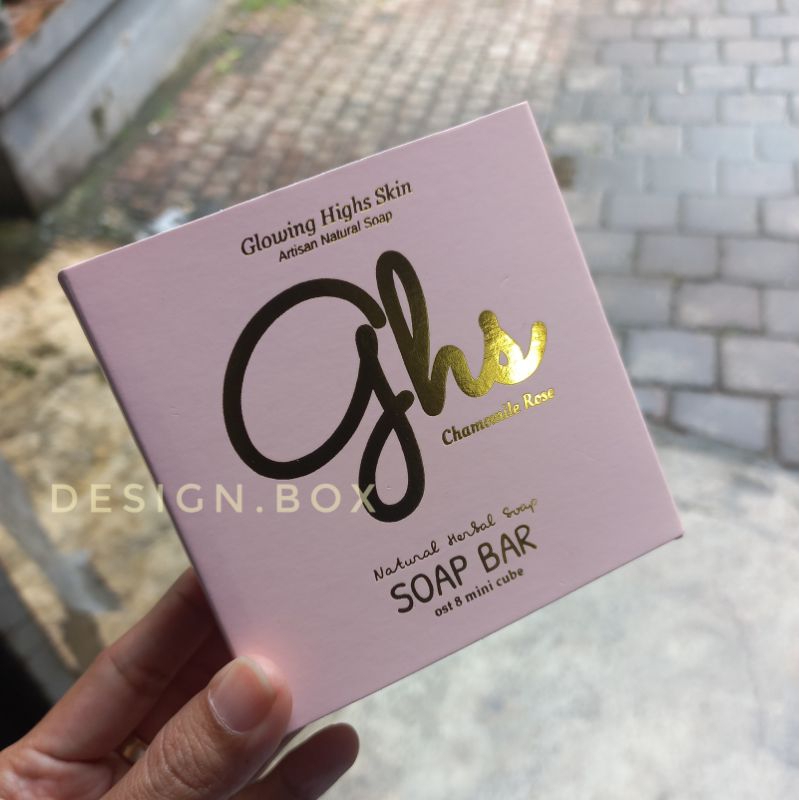 Glowing Highs Skin
Artisan Natural Soap
ghs
Chamomile Rose
DESIGN.BOX
Natural Herbal Soap
SOAP BAR
ost 8 mini cube